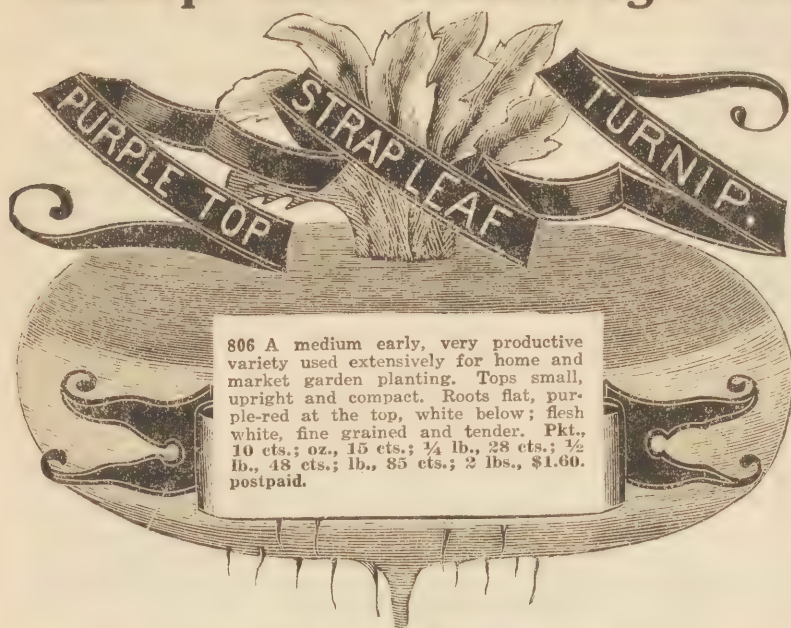 PURPLE TOP
STRAP LEAF
TURNIP
806 A medium early, very productive
variety used extensively for home and
market garden planting. Tops small,
upright and compact. Roots flat, pur-
ple-red at the top, white below; flesh
white, fine grained and tender. Pkt.,
10 cts.; oz., 15 cts.; ¼ lb., 28 cts.; ½
lb., 48 cts.; lb., 85 cts.; 2 lbs., $1.60.
postpaid.